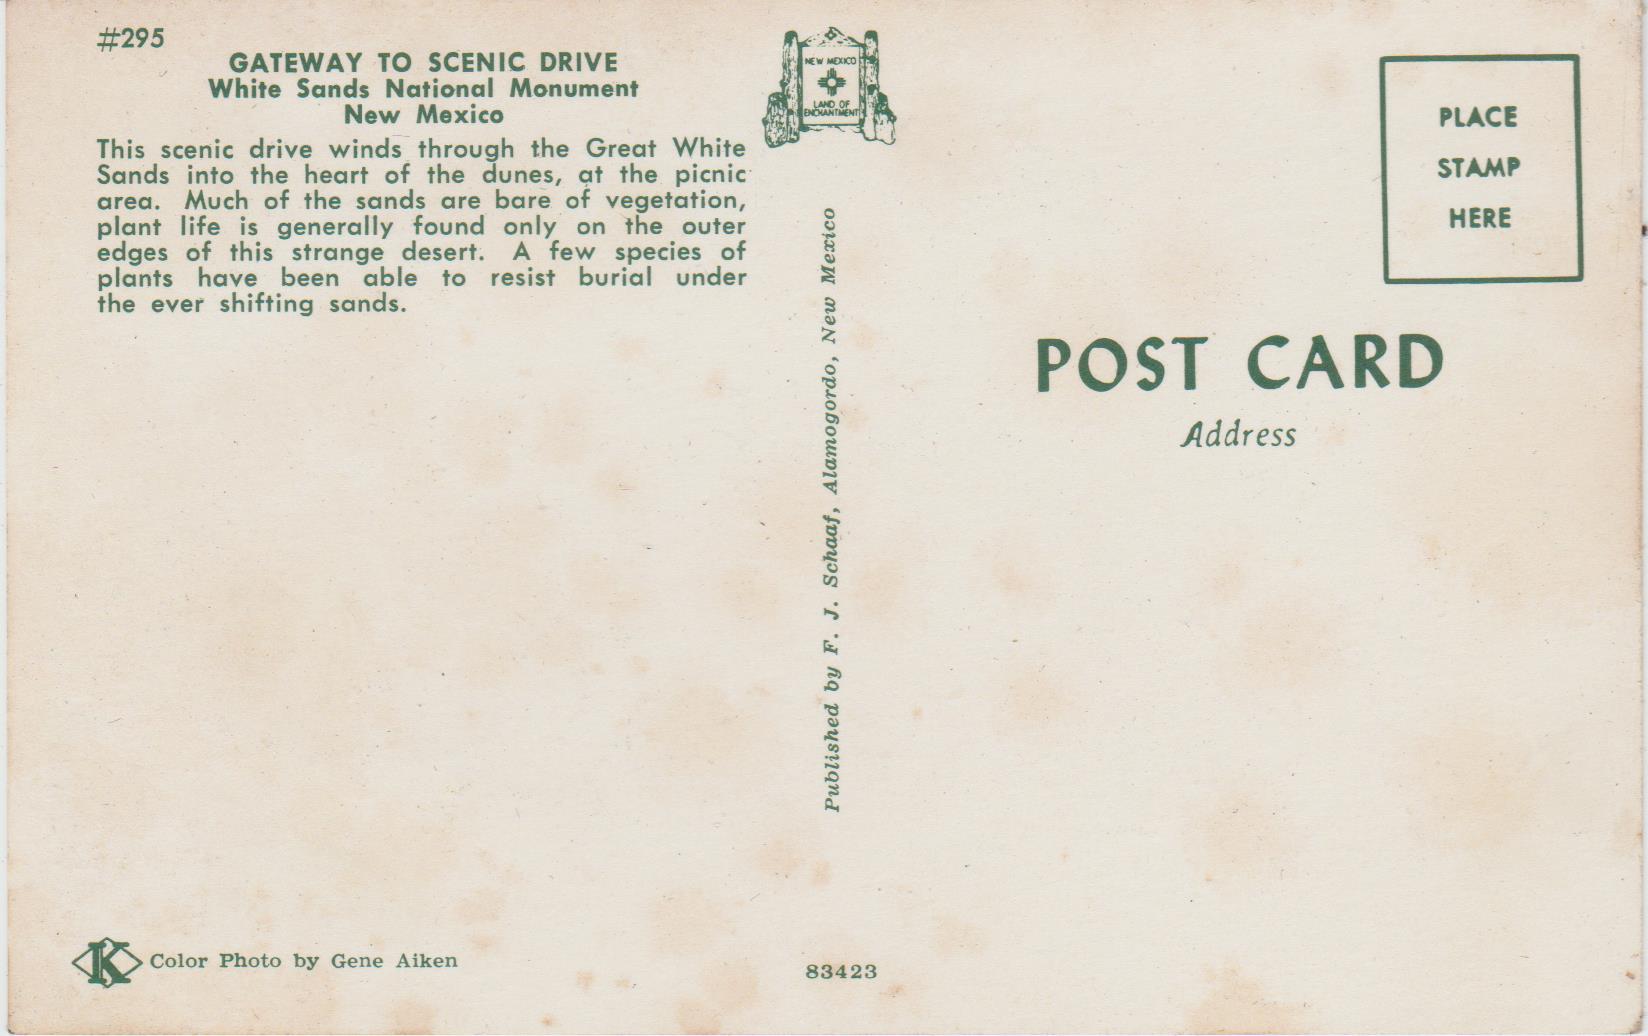 #295
GATEWAY TO SCENIC DRIVE
White Sands National Monument
New Mexico
This scenic drive winds through the Great White
Sands into the heart of the dunes, at the picnic
area. Much of the sands are bare of vegetation,
plant life is generally found only on the outer
edges of this strange desert. A few species of
plants have been able to resist burial under
the ever shifting sands.
NEW MEXICO
LAND OF
ENCHANTMENT
Published by F. J. Schaaf, Alamogordo, New Mexico
PLACE
STAMP
HERE
POST CARD
Address
K
Color Photo by Gene Aiken
83423